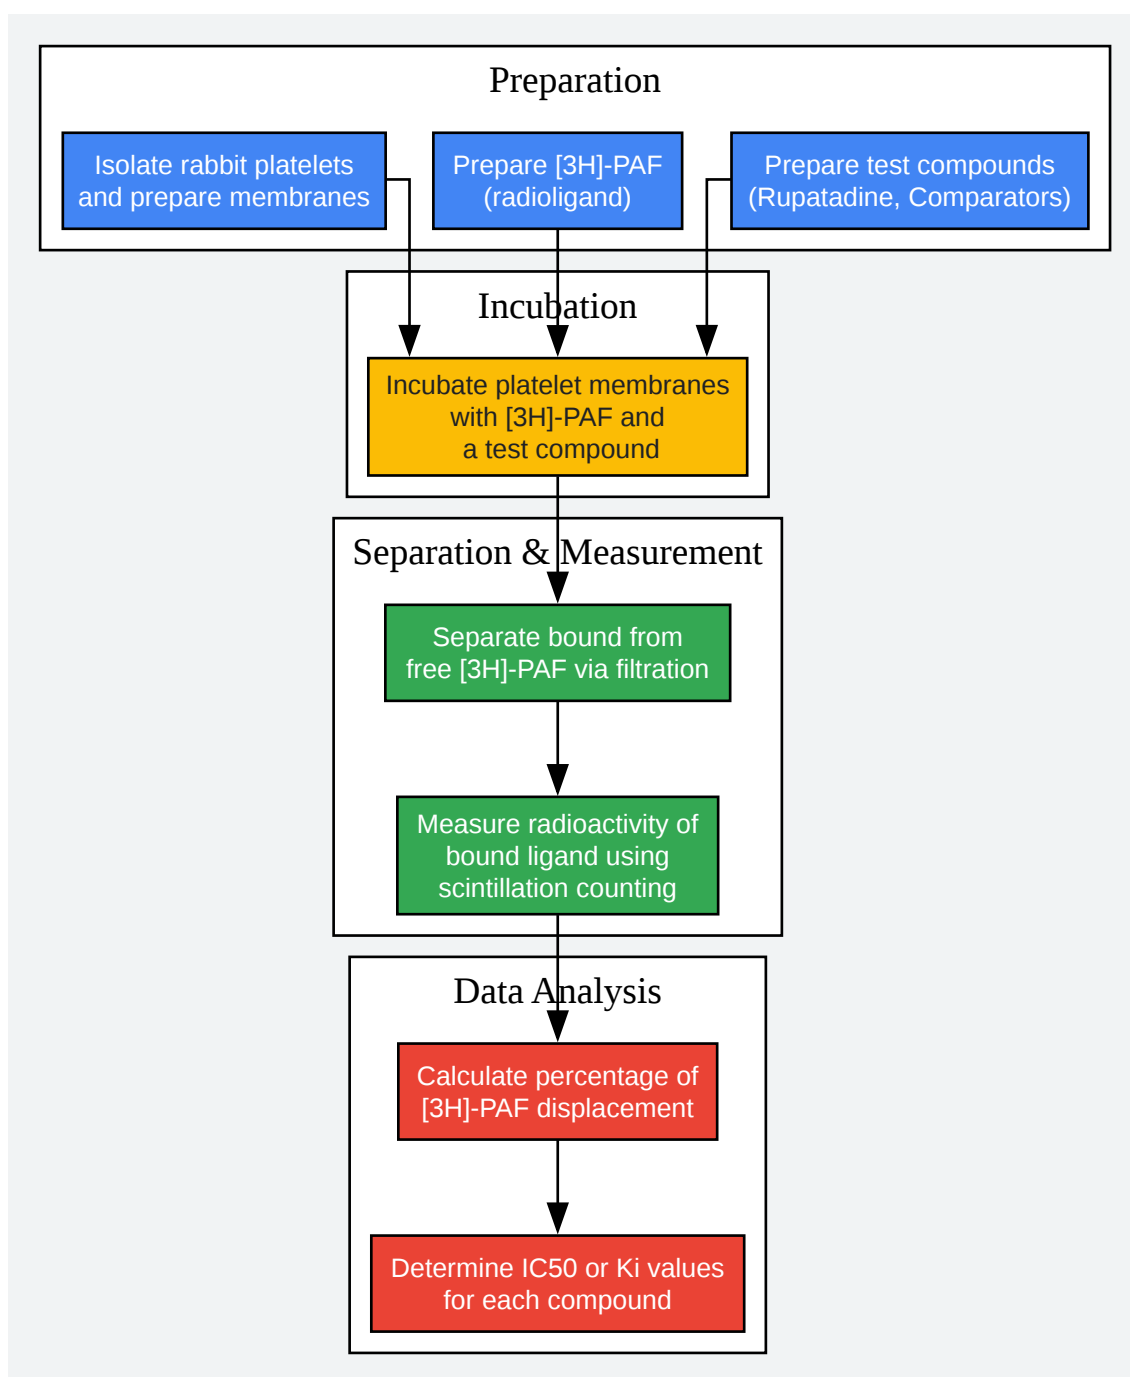 Preparation
Isolate rabbit platelets
and prepare membranes
Prepare [3H]-PAF
(radioligand)
Prepare test compounds
(Rupatadine, Comparators)
Incubation
Incubate platelet membranes
with [3H]-PAF and
a test compound
Separation & Measurement
Separate bound from
free [3H]-PAF via filtration
Measure radioactivity of
bound ligand using
scintillation counting
Data Analysis
Calculate percentage of
[3H]-PAF displacement
Determine IC50 or Ki values
for each compound